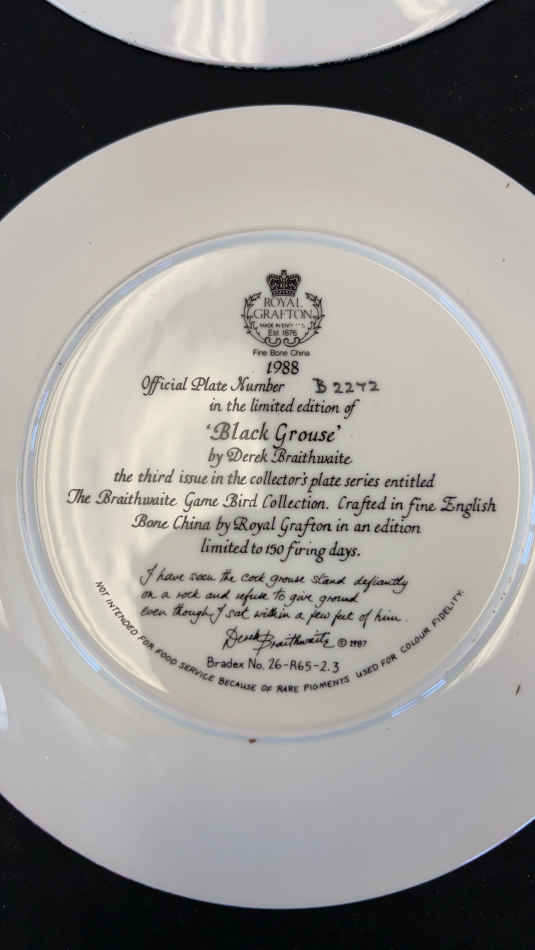 ROYAL
GRAFTON
MADE IN
Est 1876
Fine Bone China
1988
Official Plate Number B 2272
in the limited edition of
'Black Grouse'
by Derek Braithwaite
the third issue in the collector's plate series entitled
The Braithwaite Game Bird Collection. Crafted in fine English
Bone China by Royal Grafton in an edition
limited to 150 firing days.
I have seen the cock grouse stand defiantly
on a rock and refuse to give ground
even though I sat within a few feet of him.
Derek Braithwaite © 1987
Bradex No. 26-R65-2.3
NOT INTENDED FOR FOOD SERVICE BECAUSE OF RARE PIGMENTS USED FOR COLOUR FIDELITY.